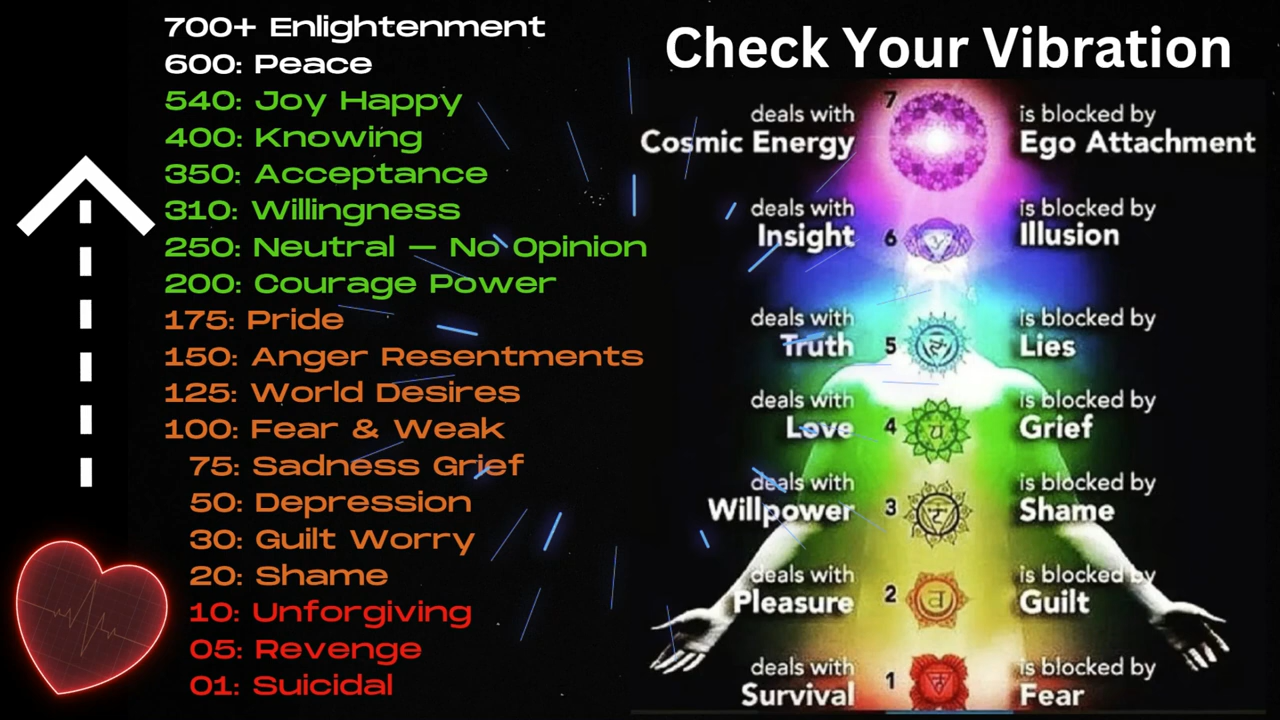 700+ Enlightenment
600: Peace
540: Joy Happy
400: Knowing
350: Acceptance
310: Willingness
250: Neutral — No Opinion
200: Courage Power
175: Pride
150: Anger Resentments
125: World Desires
100: Fear & Weak
75: Sadness Grief
50: Depression
30: Guilt Worry
20: Shame
10: Unforgiving
05: Revenge
01: Suicidal
Check Your Vibration
deals with 7 is blocked by
Cosmic Energy Ego Attachment
deals with is blocked by
Insight 6 Illusion
deals with is blocked by
Truth 5 Lies
deals with is blocked by
Love 4 Grief
deals with is blocked by
Willpower 3 Shame
deals with is blocked by
Pleasure 2 Guilt
deals with is blocked by
Survival 1 Fear